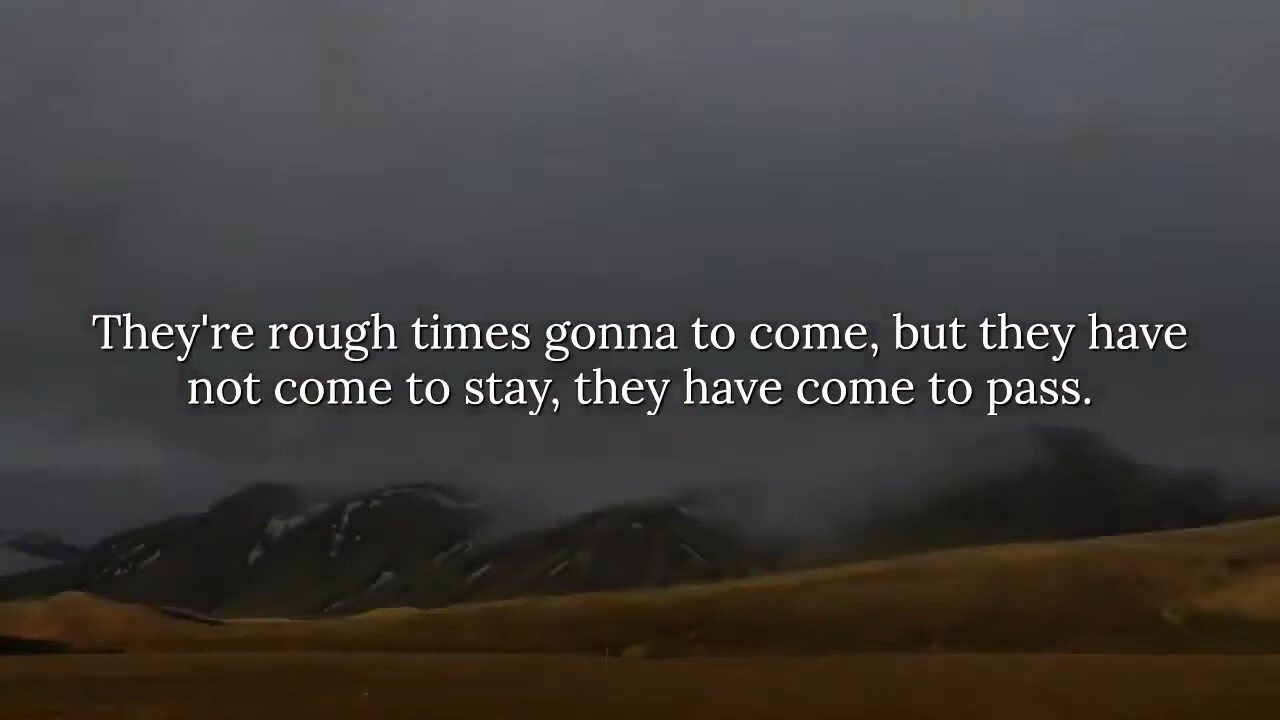 They're rough times gonna to come, but they have
not come to stay, they have come to pass.